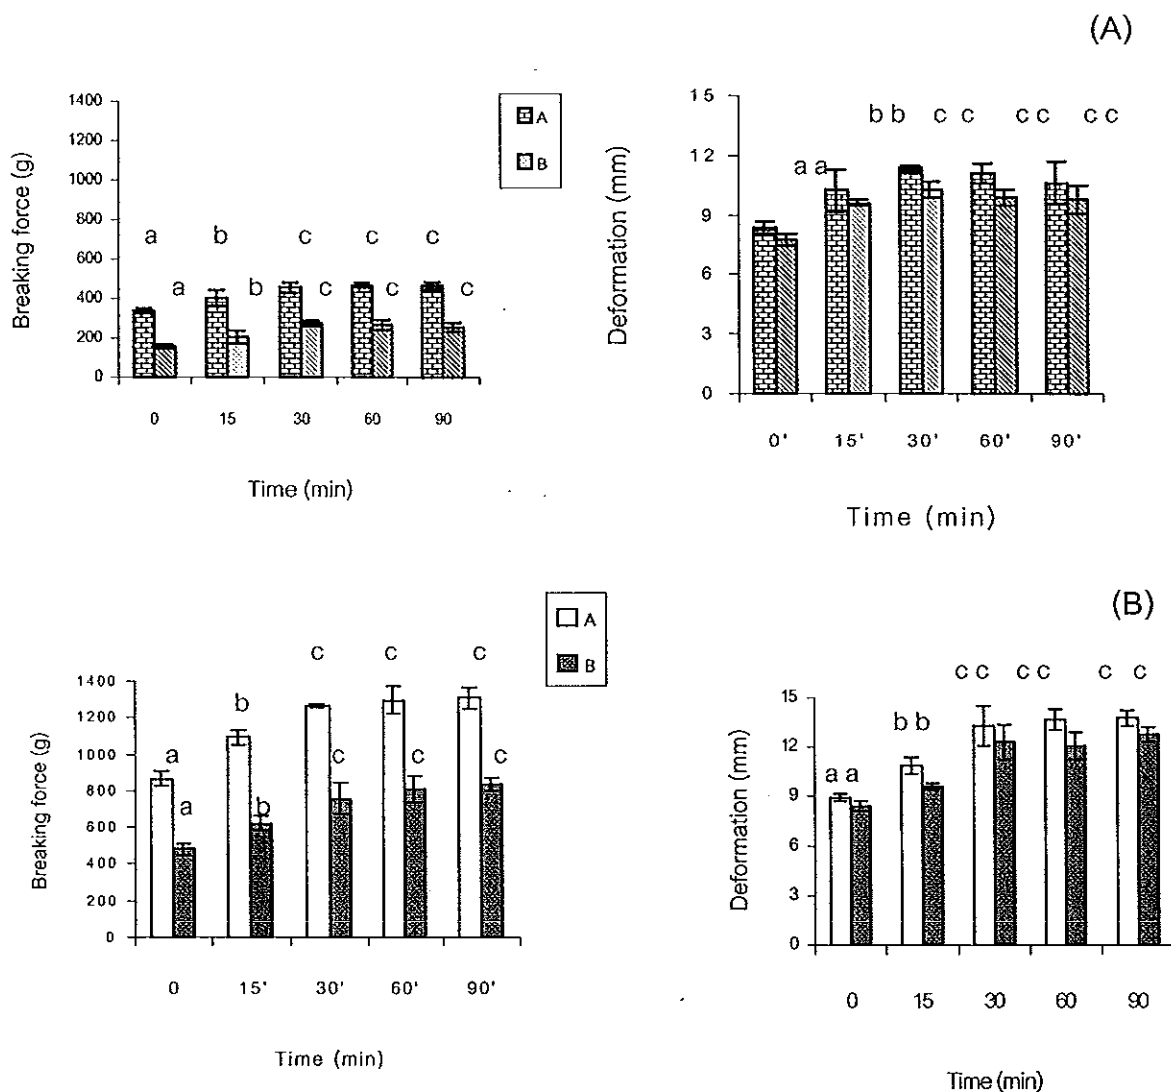 (A)
Breaking force (g)
1400
1200
1000
800
600
400
200
0
A
B
a b c c c
a b c c c
0 15 30 60 90
Time (min)
Deformation (mm)
15
12
9
6
3
0
b b c c c c c c
a a
0' 15' 30' 60' 90'
Time (min)
(B)
Breaking force (g)
1400
1200
1000
800
600
400
200
0
A
B
c c c
b
a c c c
a b
0 15' 30' 60' 90'
Time (min)
Deformation (mm)
15
12
9
6
3
0
c c c c c c
b b
a a
0 15 30 60 90
Time (min)